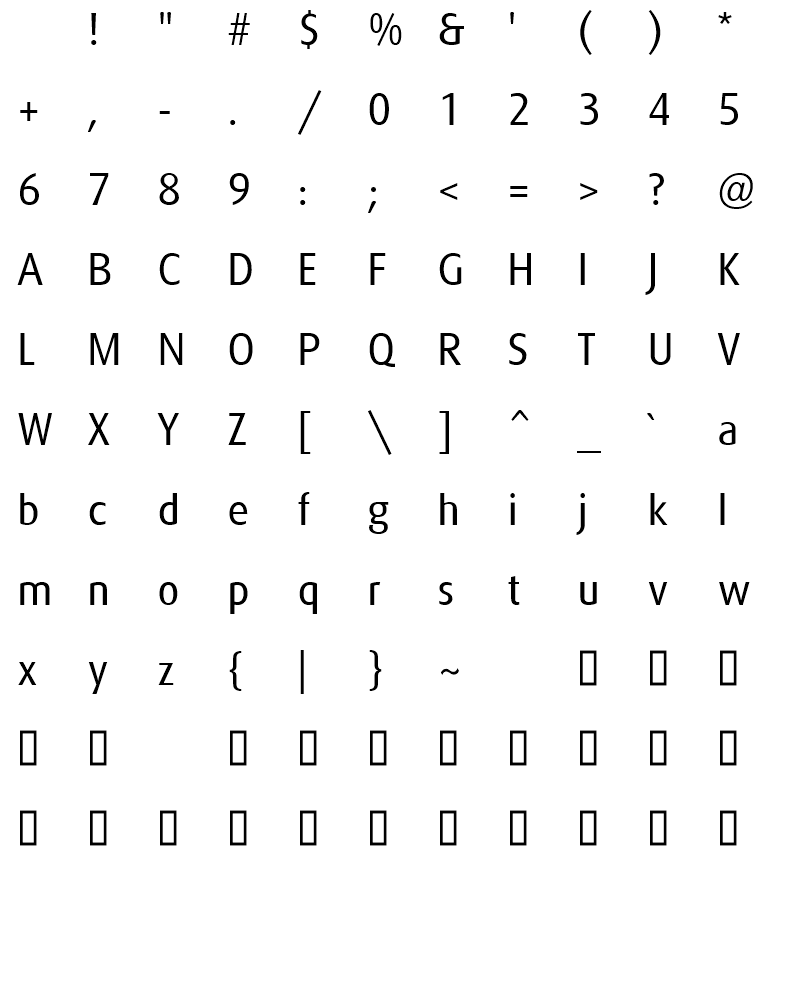 ! " # $ % & ' ( ) *
+ , - . / 0 1 2 3 4 5
6 7 8 9 : ; < = > ? @
A B C D E F G H I J K
L M N O P Q R S T U V
W X Y Z [ \ ] ^ _ ` a
b c d e f g h i j k l
m n o p q r s t u v w
x y z { | } ~ ▯ ▯ ▯
▯ ▯ ▯ ▯ ▯ ▯ ▯ ▯ ▯ ▯
▯ ▯ ▯ ▯ ▯ ▯ ▯ ▯ ▯ ▯ ▯